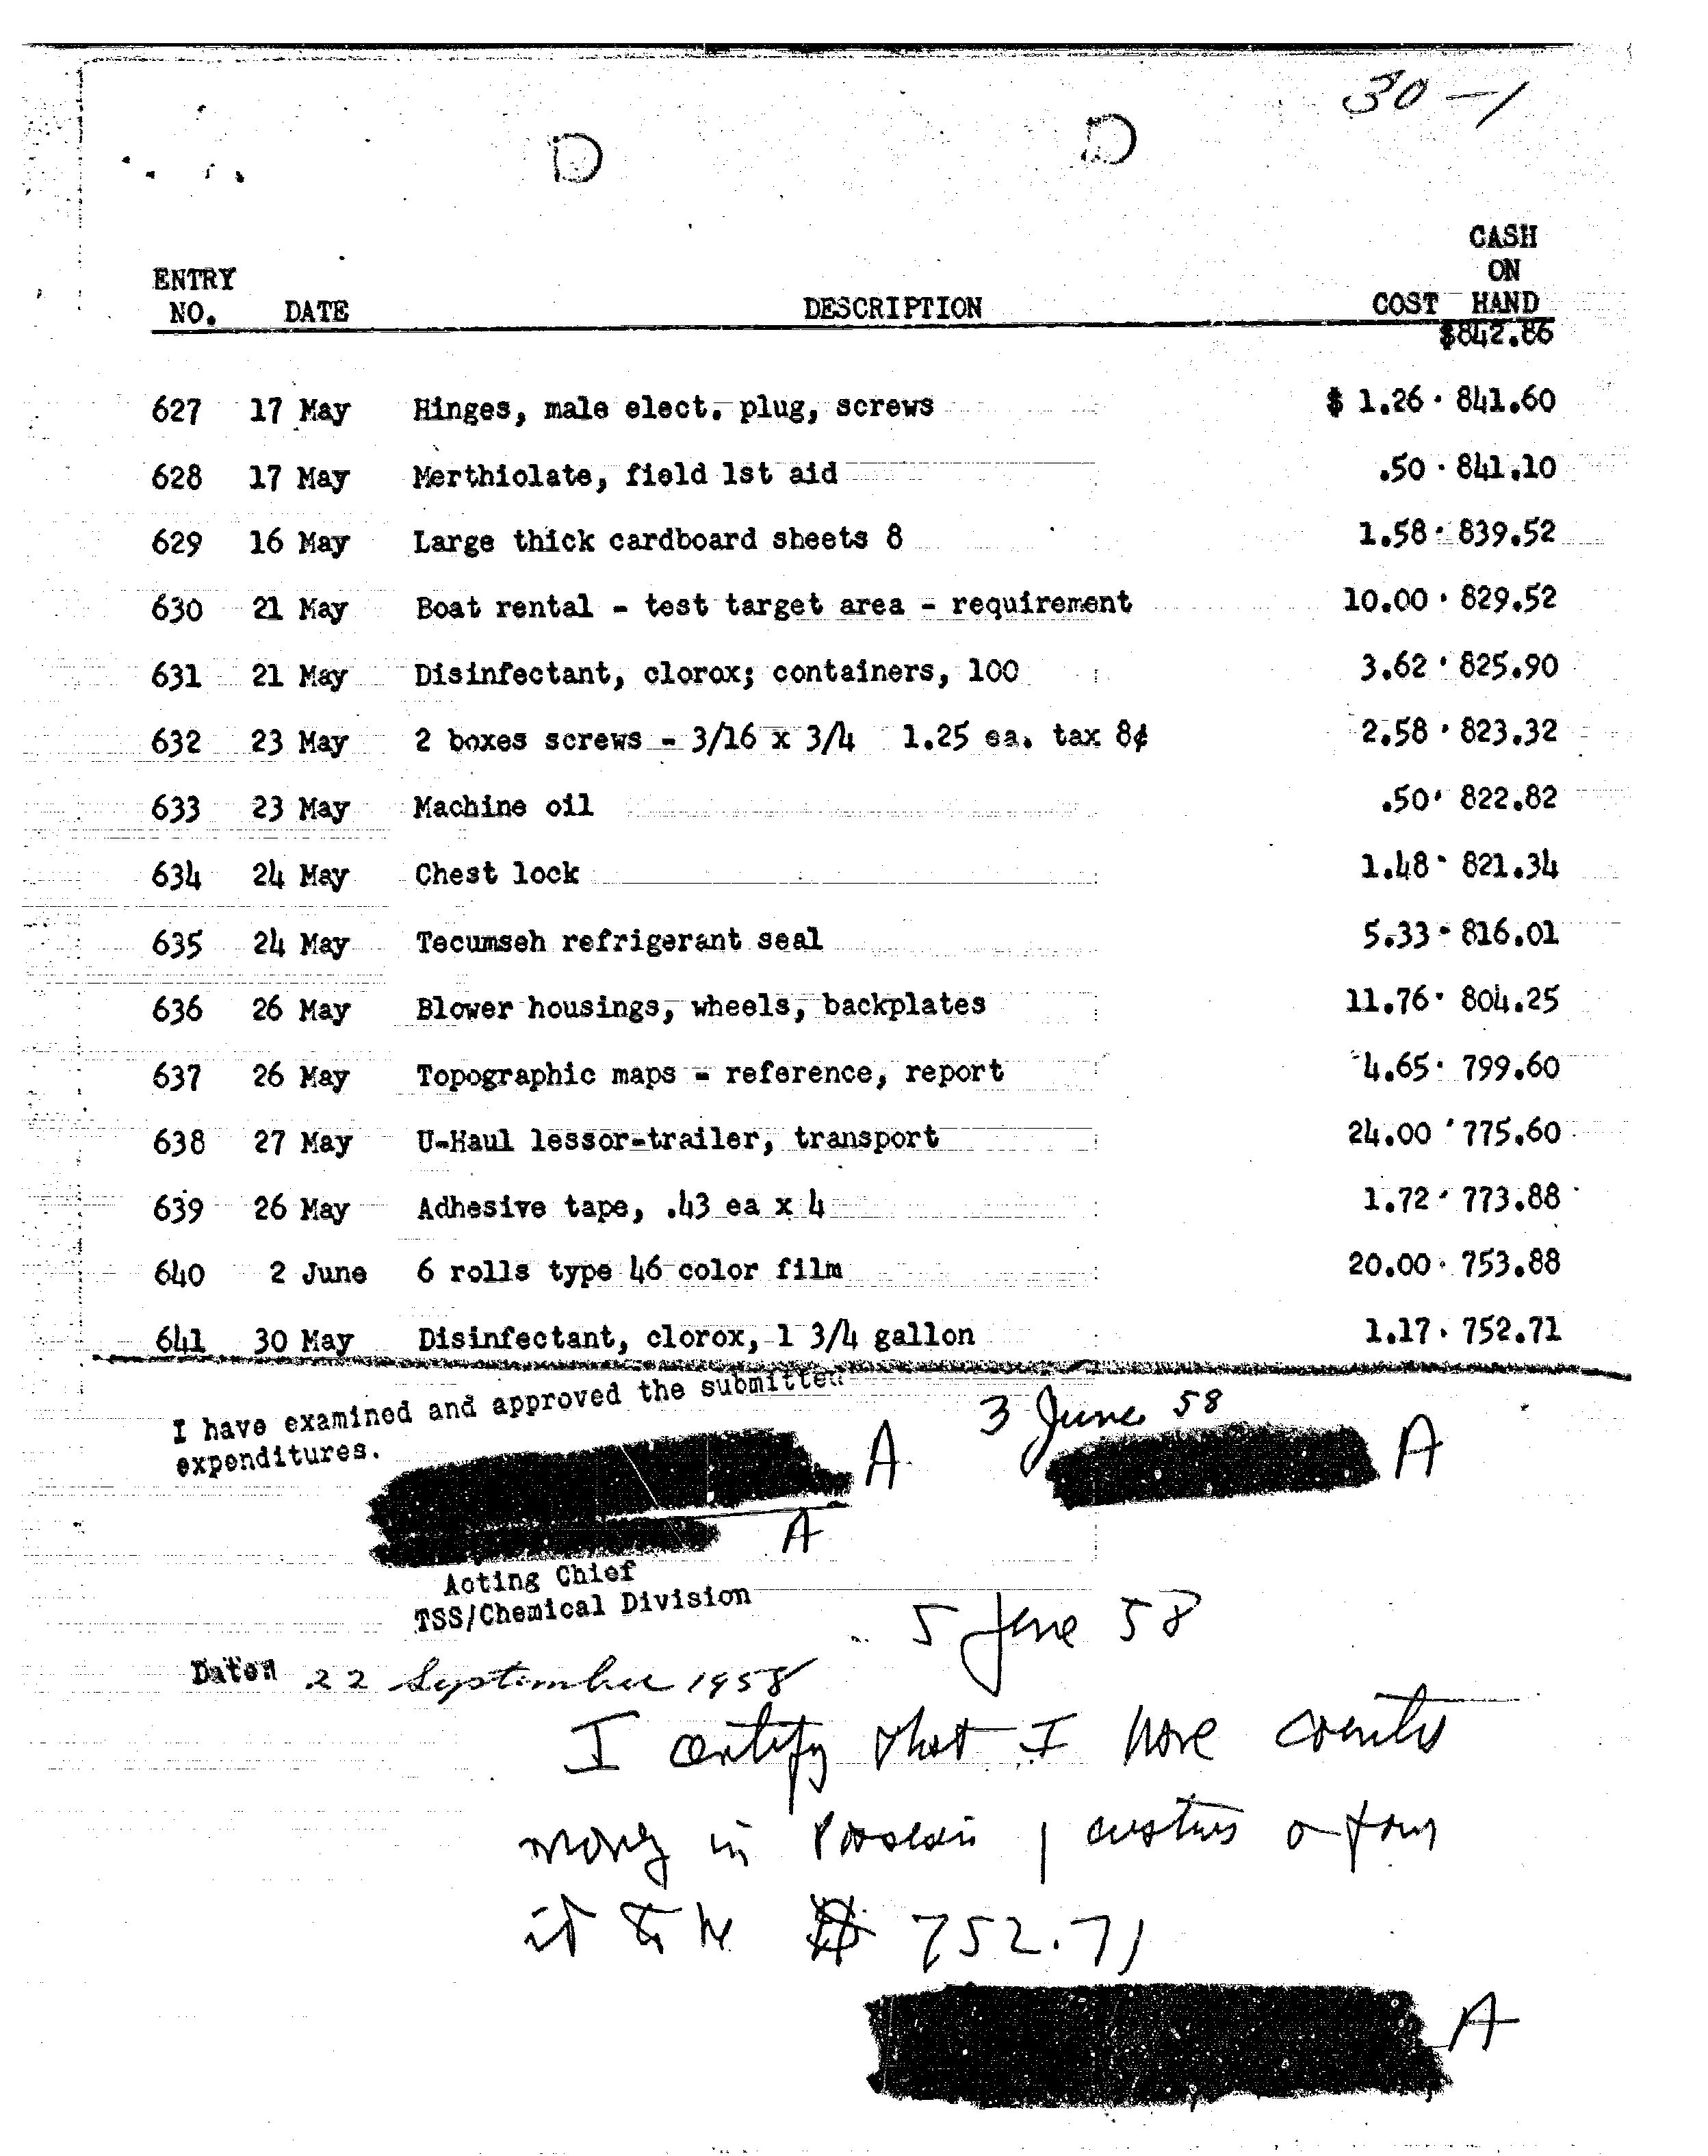 30-1
D D
CASH
ENTRY ON
NO. DATE DESCRIPTION COST HAND
$842.86
627 17 May Hinges, male elect. plug, screws $ 1.26 841.60
628 17 May Merthiolate, field 1st aid .50 841.10
629 16 May Large thick cardboard sheets 8 1.58 839.52
630 21 May Boat rental - test target area - requirement 10.00 829.52
631 21 May Disinfectant, clorox; containers, 100 3.62 825.90
632 23 May 2 boxes screws - 3/16 x 3/4 1.25 ea. tax 8¢ 2.58 823.32
633 23 May Machine oil .50 822.82
634 24 May Chest lock 1.48 821.34
635 24 May Tecumseh refrigerant seal 5.33 816.01
636 26 May Blower housings, wheels, backplates 11.76 804.25
637 26 May Topographic maps - reference, report 4.65 799.60
638 27 May U-Haul lessor-trailer, transport 24.00 775.60
639 26 May Adhesive tape, .43 ea x 4 1.72 773.88
640 2 June 6 rolls type 46 color film 20.00 753.88
641 30 May Disinfectant, clorox, 1 3/4 gallon 1.17 752.71
I have examined and approved the submitted
expenditures.
3 June 58
A A
A
Acting Chief
TSS/Chemical Division
5 June 58
Date: 22 September 1958
I certify that I have counted
money in possession of custodian & found
it to be $ 752.71
A